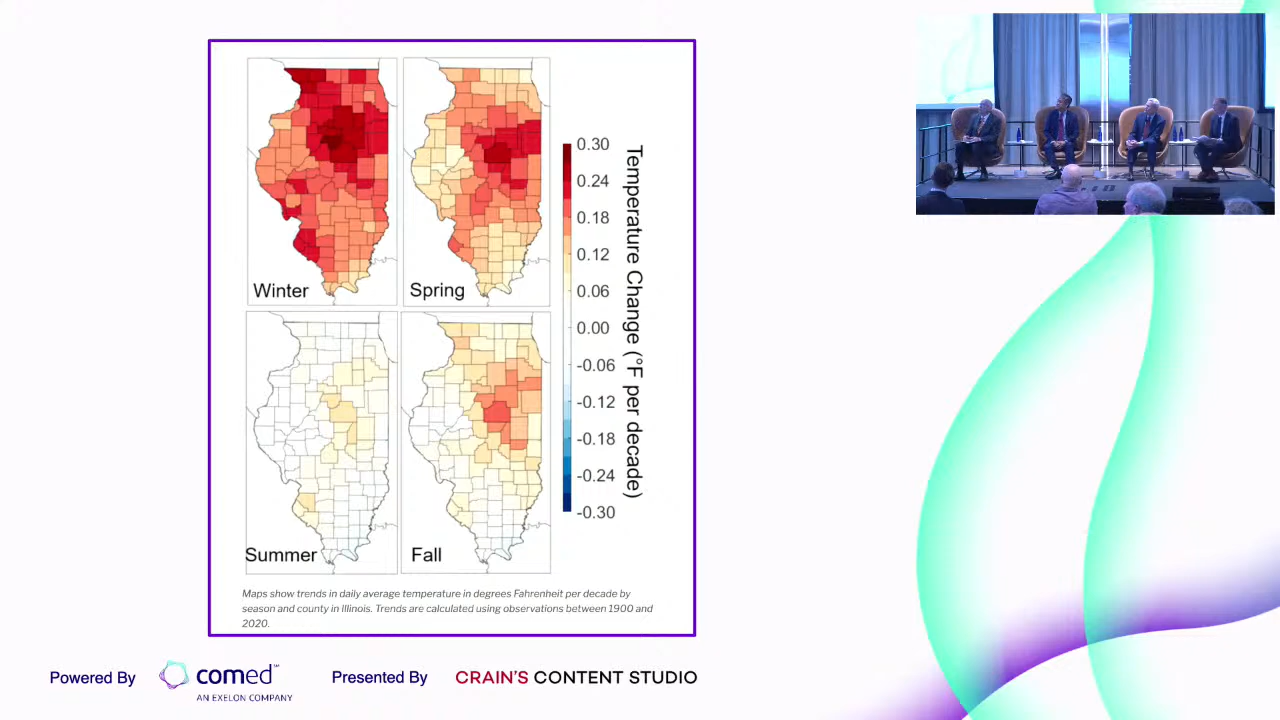 Winter
Spring
Summer
Fall
0.30
0.24
0.18
0.12
0.06
0.00
-0.06
-0.12
-0.18
-0.24
-0.30
Temperature Change (°F per decade)
Maps show trends in daily average temperature in degrees Fahrenheit per decade by
season and county in Illinois. Trends are calculated using observations between 1900 and
2020.
Powered By
comed℠
AN EXELON COMPANY
Presented By
CRAIN'S CONTENT STUDIO